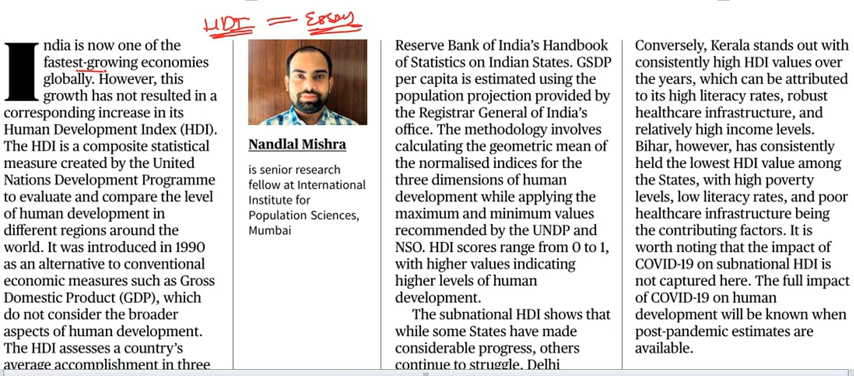 HDI = Essay
India is now one of the
fastest-growing economies
globally. However, this
growth has not resulted in a
corresponding increase in its
Human Development Index (HDI).
The HDI is a composite statistical
measure created by the United
Nations Development Programme
to evaluate and compare the level
of human development in
different regions around the
world. It was introduced in 1990
as an alternative to conventional
economic measures such as Gross
Domestic Product (GDP), which
do not consider the broader
aspects of human development.
The HDI assesses a country's
average accomplishment in three
Nandlal Mishra
is senior research
fellow at International
Institute for
Population Sciences,
Mumbai
Reserve Bank of India's Handbook
of Statistics on Indian States. GSDP
per capita is estimated using the
population projection provided by
the Registrar General of India's
office. The methodology involves
calculating the geometric mean of
the normalised indices for the
three dimensions of human
development while applying the
maximum and minimum values
recommended by the UNDP and
NSO. HDI scores range from 0 to 1,
with higher values indicating
higher levels of human
development.
The subnational HDI shows that
while some States have made
considerable progress, others
continue to struggle. Delhi
Conversely, Kerala stands out with
consistently high HDI values over
the years, which can be attributed
to its high literacy rates, robust
healthcare infrastructure, and
relatively high income levels.
Bihar, however, has consistently
held the lowest HDI value among
the States, with high poverty
levels, low literacy rates, and poor
healthcare infrastructure being
the contributing factors. It is
worth noting that the impact of
COVID-19 on subnational HDI is
not captured here. The full impact
of COVID-19 on human
development will be known when
post-pandemic estimates are
available.